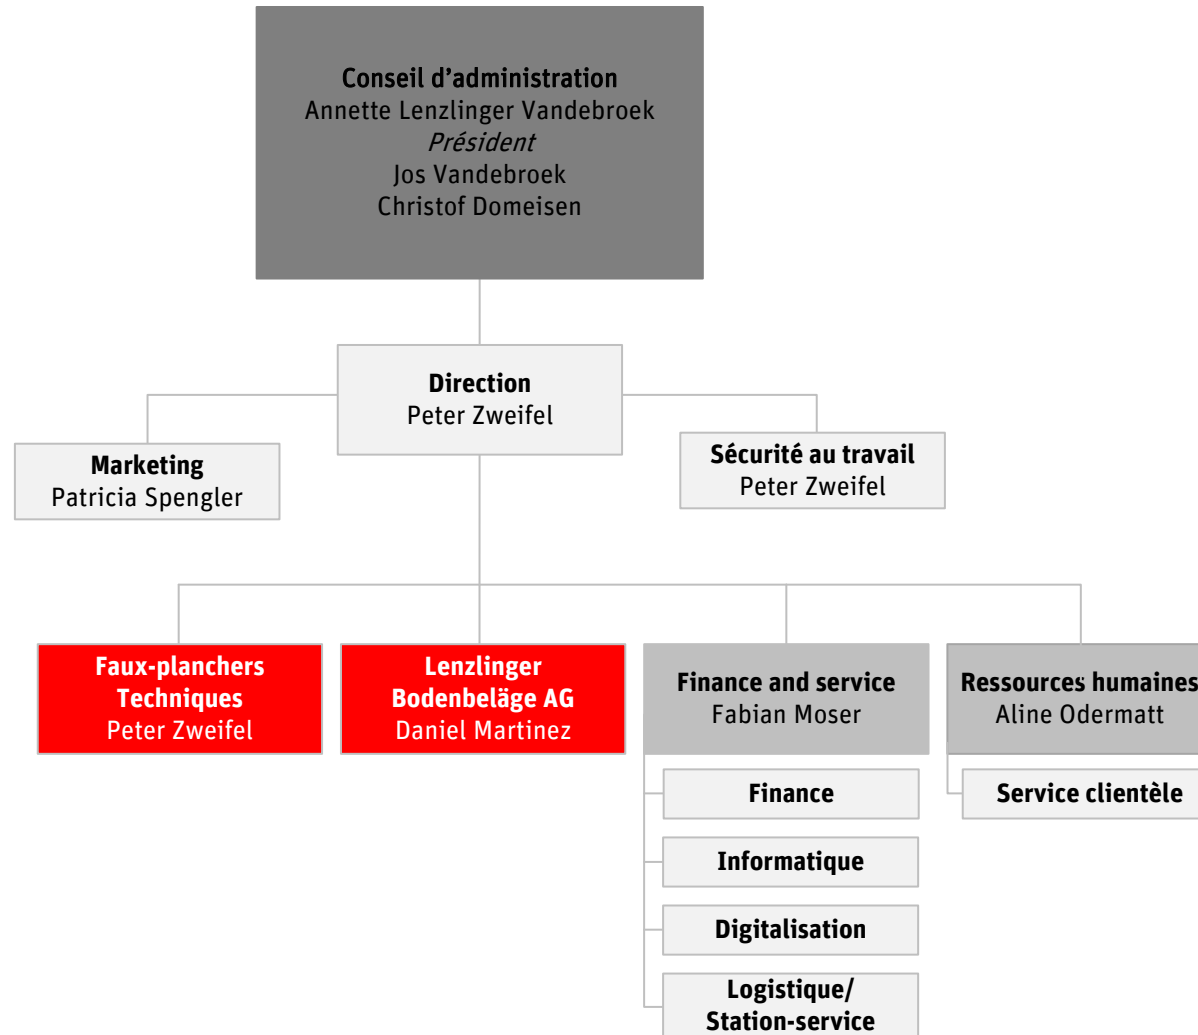 Conseil d’administration
Annette Lenzlinger Vandebroek
Président
Jos Vandebroek
Christof Domeisen
Direction
Peter Zweifel
Marketing
Patricia Spengler
Sécurité au travail
Peter Zweifel
Faux-planchers
Techniques
Peter Zweifel
Lenzlinger
Bodenbeläge AG
Daniel Martinez
Finance and service
Fabian Moser
Ressources humaines
Aline Odermatt
Finance
Service clientèle
Informatique
Digitalisation
Logistique/
Station-service